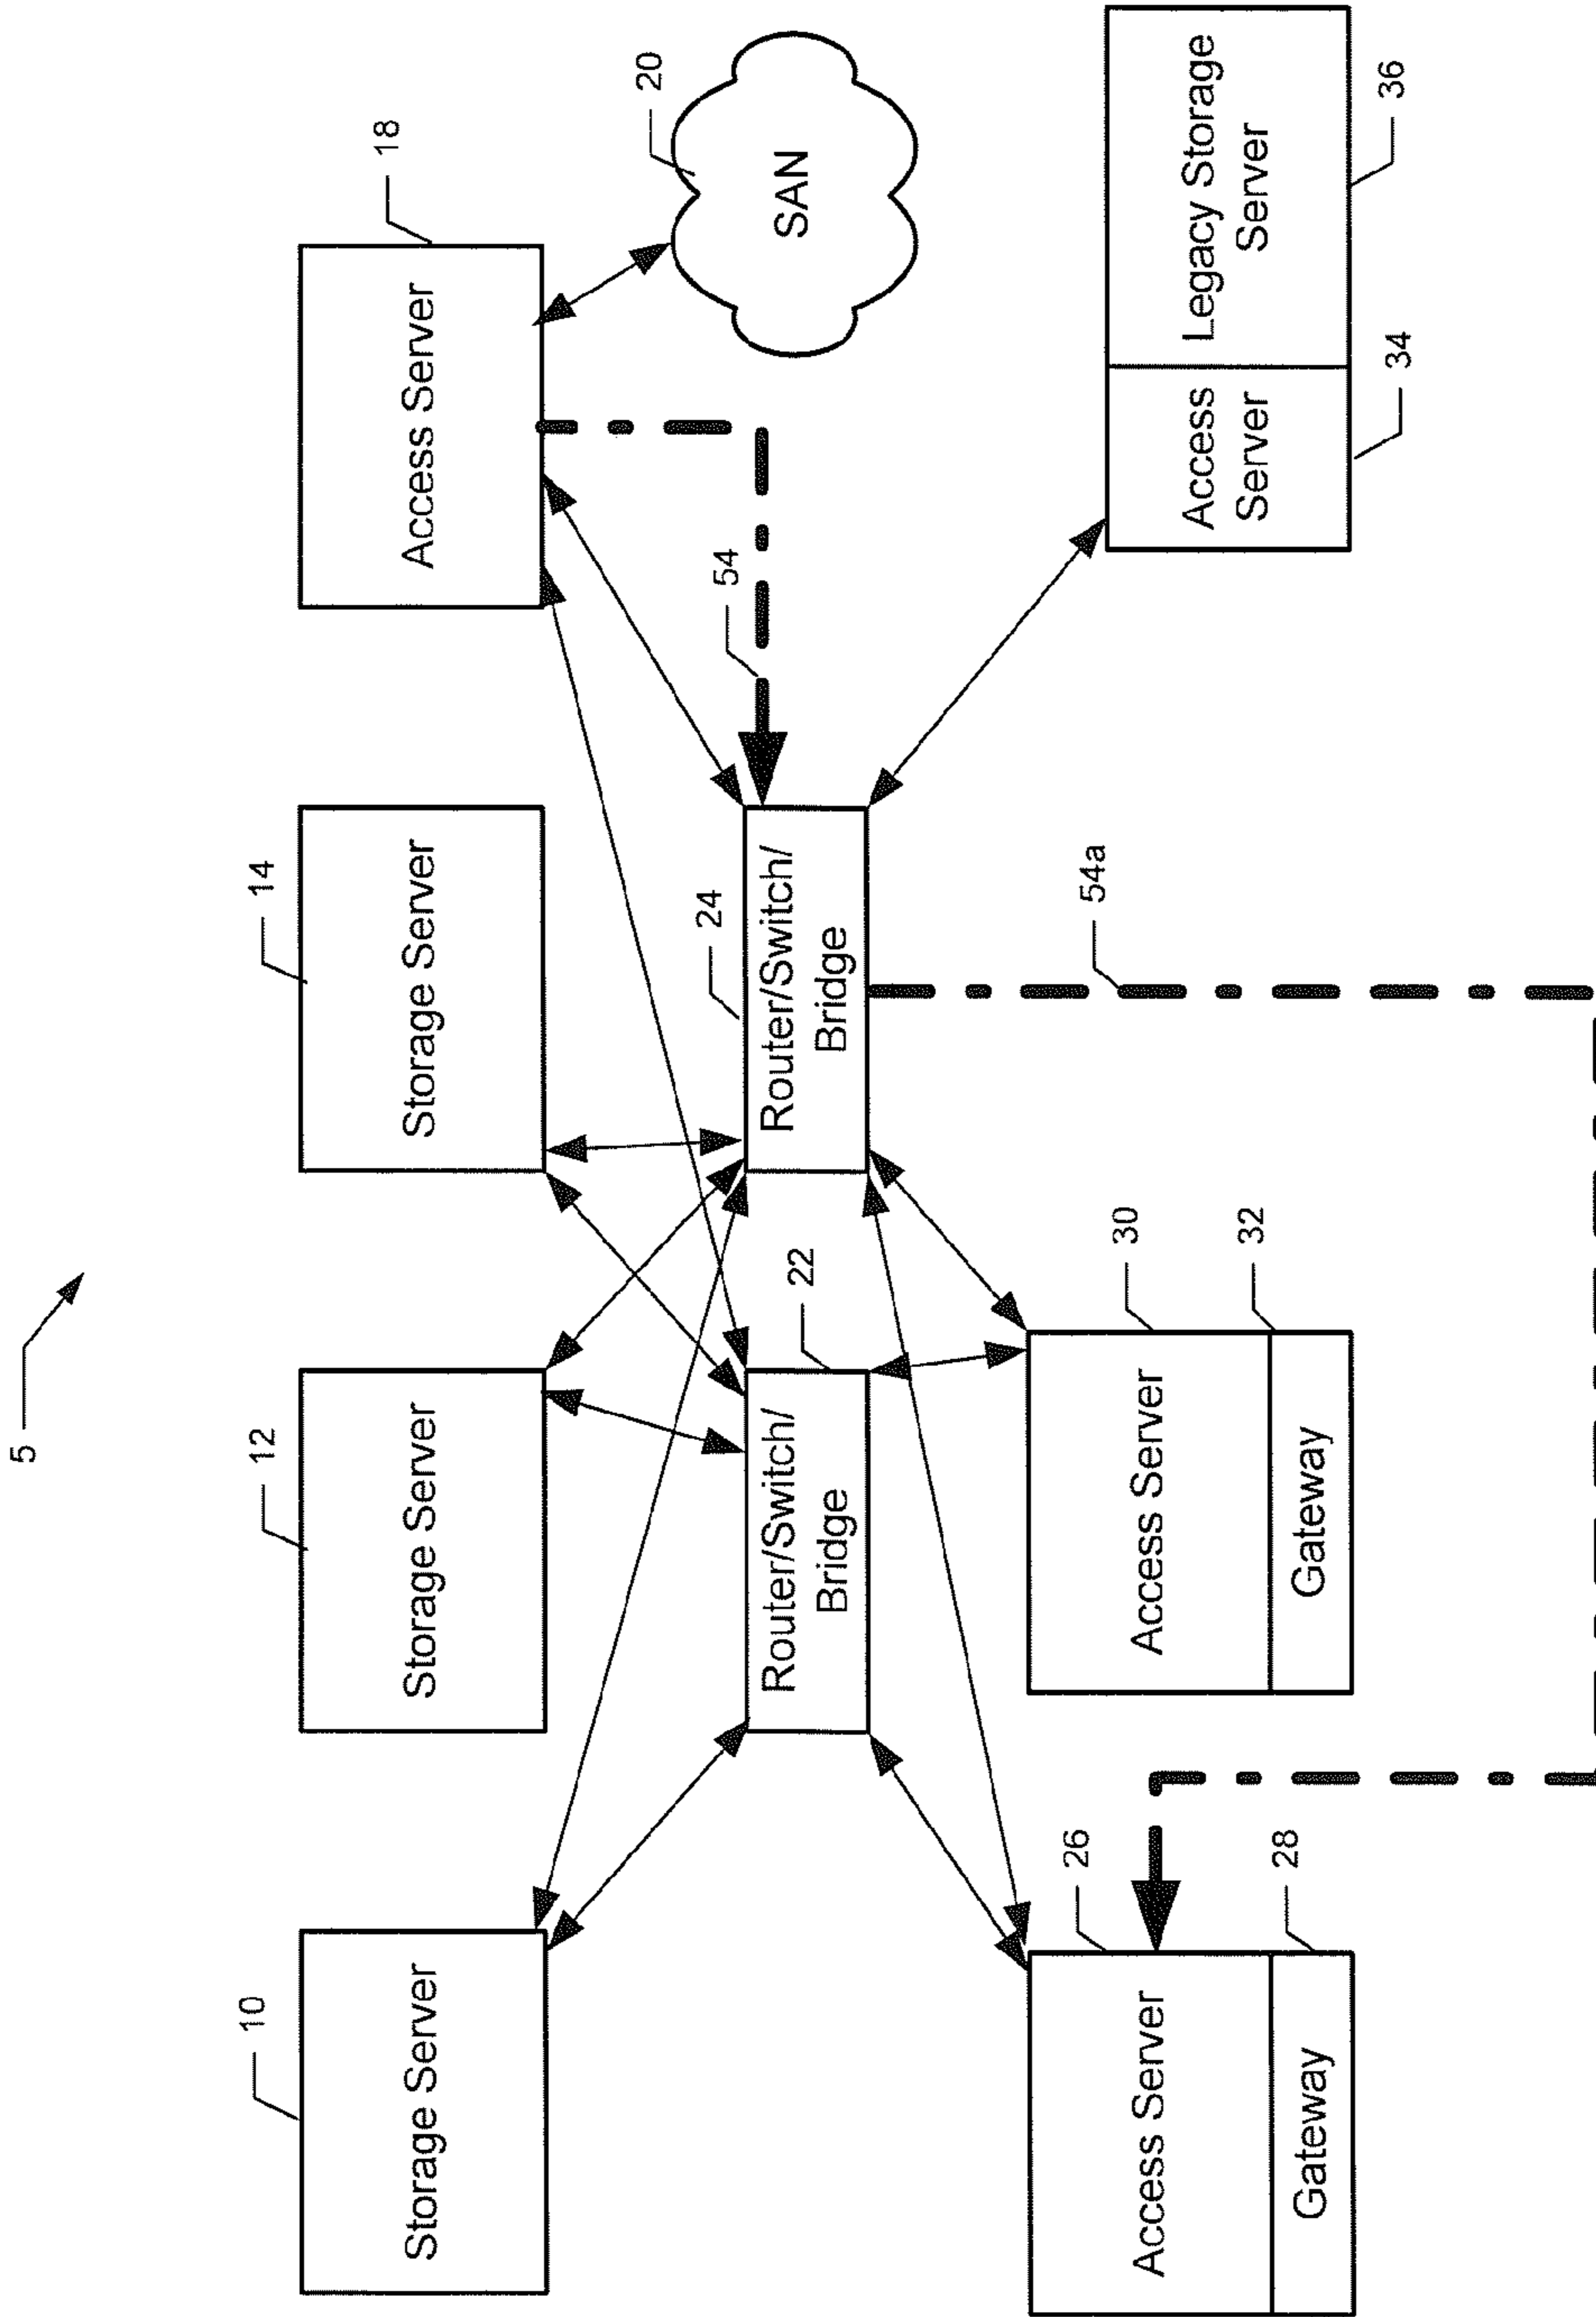 5
10
Storage Server
12
Storage Server
14
Storage Server
18
Access Server
20
SAN
22
Router/Switch/
Bridge
24
Router/Switch/
Bridge
54
26
Access Server
28
Gateway
30
Access Server
32
Gateway
54a
Access
Server
34
Legacy Storage
Server
36